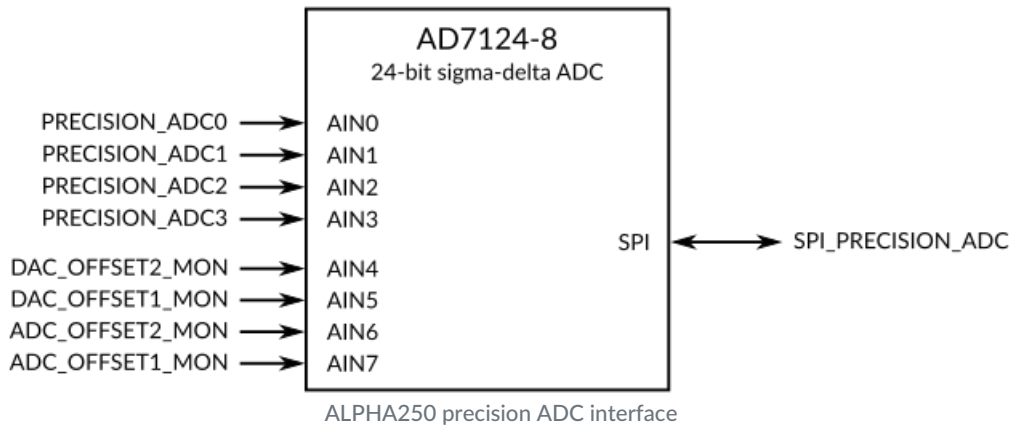 AD7124-8
24-bit sigma-delta ADC
PRECISION_ADC0 AIN0
PRECISION_ADC1 AIN1
PRECISION_ADC2 AIN2
PRECISION_ADC3 AIN3
SPI SPI_PRECISION_ADC
DAC_OFFSET2_MON AIN4
DAC_OFFSET1_MON AIN5
ADC_OFFSET2_MON AIN6
ADC_OFFSET1_MON AIN7
ALPHA250 precision ADC interface